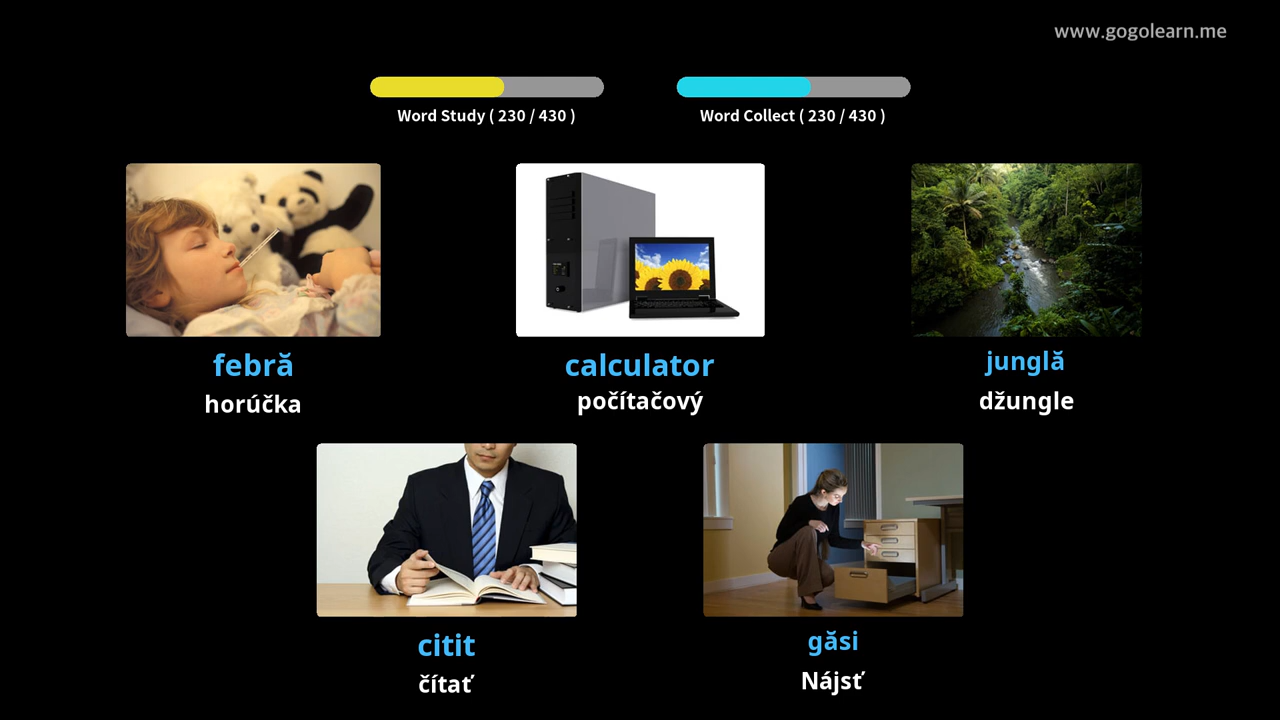 www.gogolearn.me
Word Study ( 230 / 430 )
Word Collect ( 230 / 430 )
febră
horúčka
calculator
počítačový
junglă
džungle
citit
čítať
găsi
Nájsť